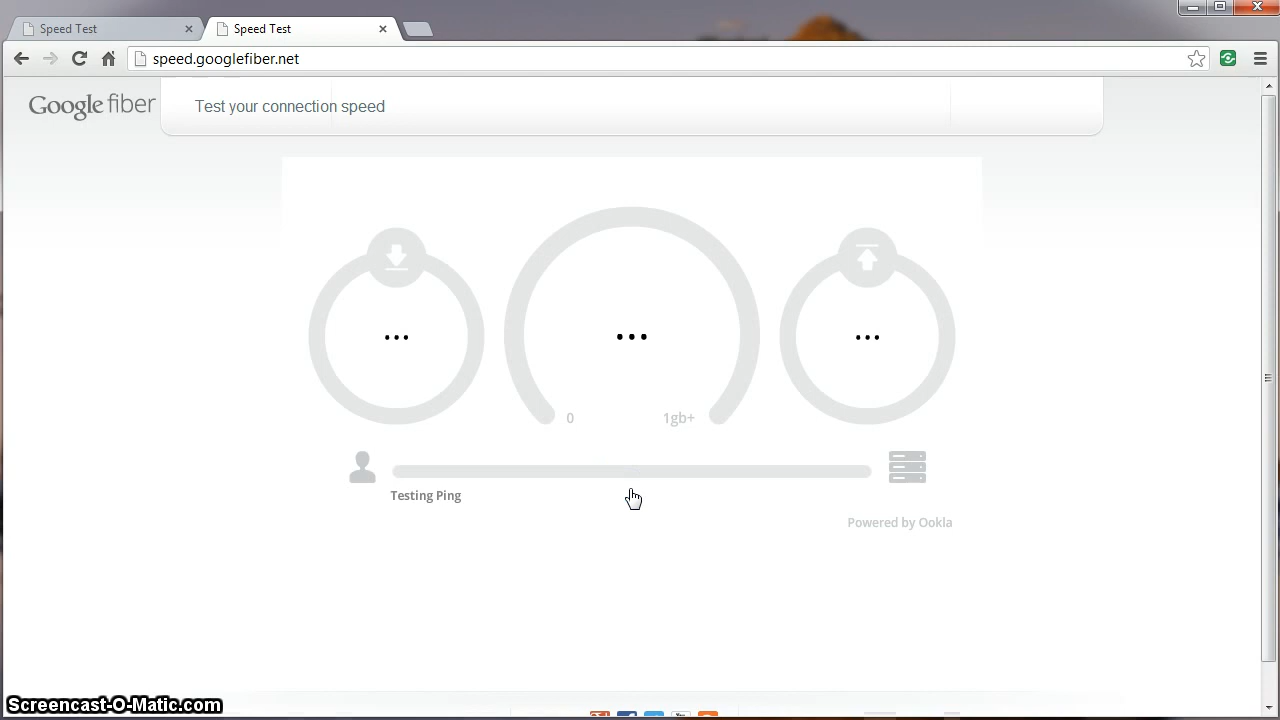 Speed Test
Speed Test
speed.googlefiber.net
Google fiber
Test your connection speed
...
...
...
0
1gb+
Testing Ping
Powered by Ookla
Screencast-O-Matic.com